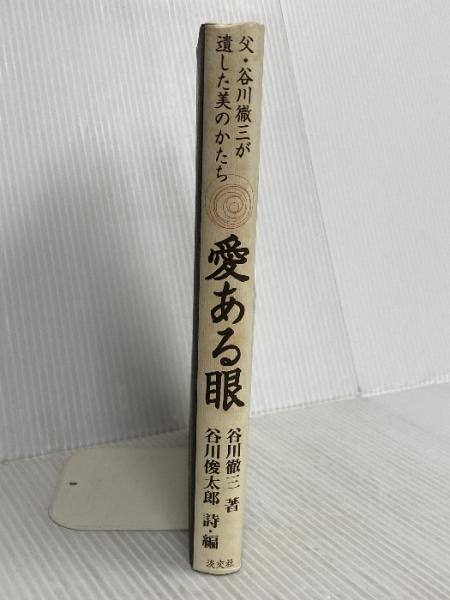 父・谷川徹三が
遺した美のかたち
愛ある眼
谷川徹三 著
谷川俊太郎 詩・編
淡交社